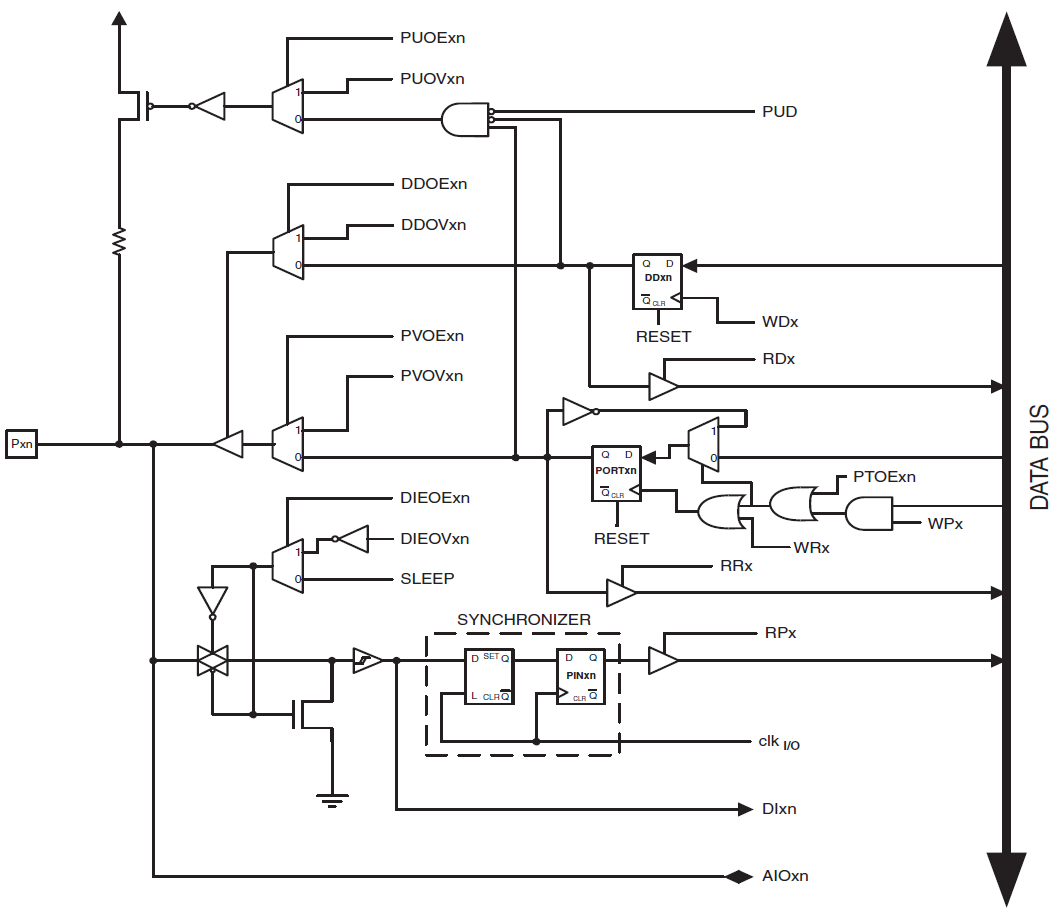 PUOExn
PUOVxn
1
0
PUD
DDOExn
DDOVxn
1
0
Q D
DDxn
Q CLR
WDx
RESET
PVOExn
RDx
PVOVxn
DATA BUS
Pxn
1
0
1
0
Q D
PORTxn
Q CLR
PTOExn
DIEOExn
WPx
RESET
WRx
DIEOVxn
1
0
SLEEP
RRx
SYNCHRONIZER
RPx
D SET Q
L CLR Q
D Q
PINxn
CLR Q
clk I/O
DIxn
AIOxn